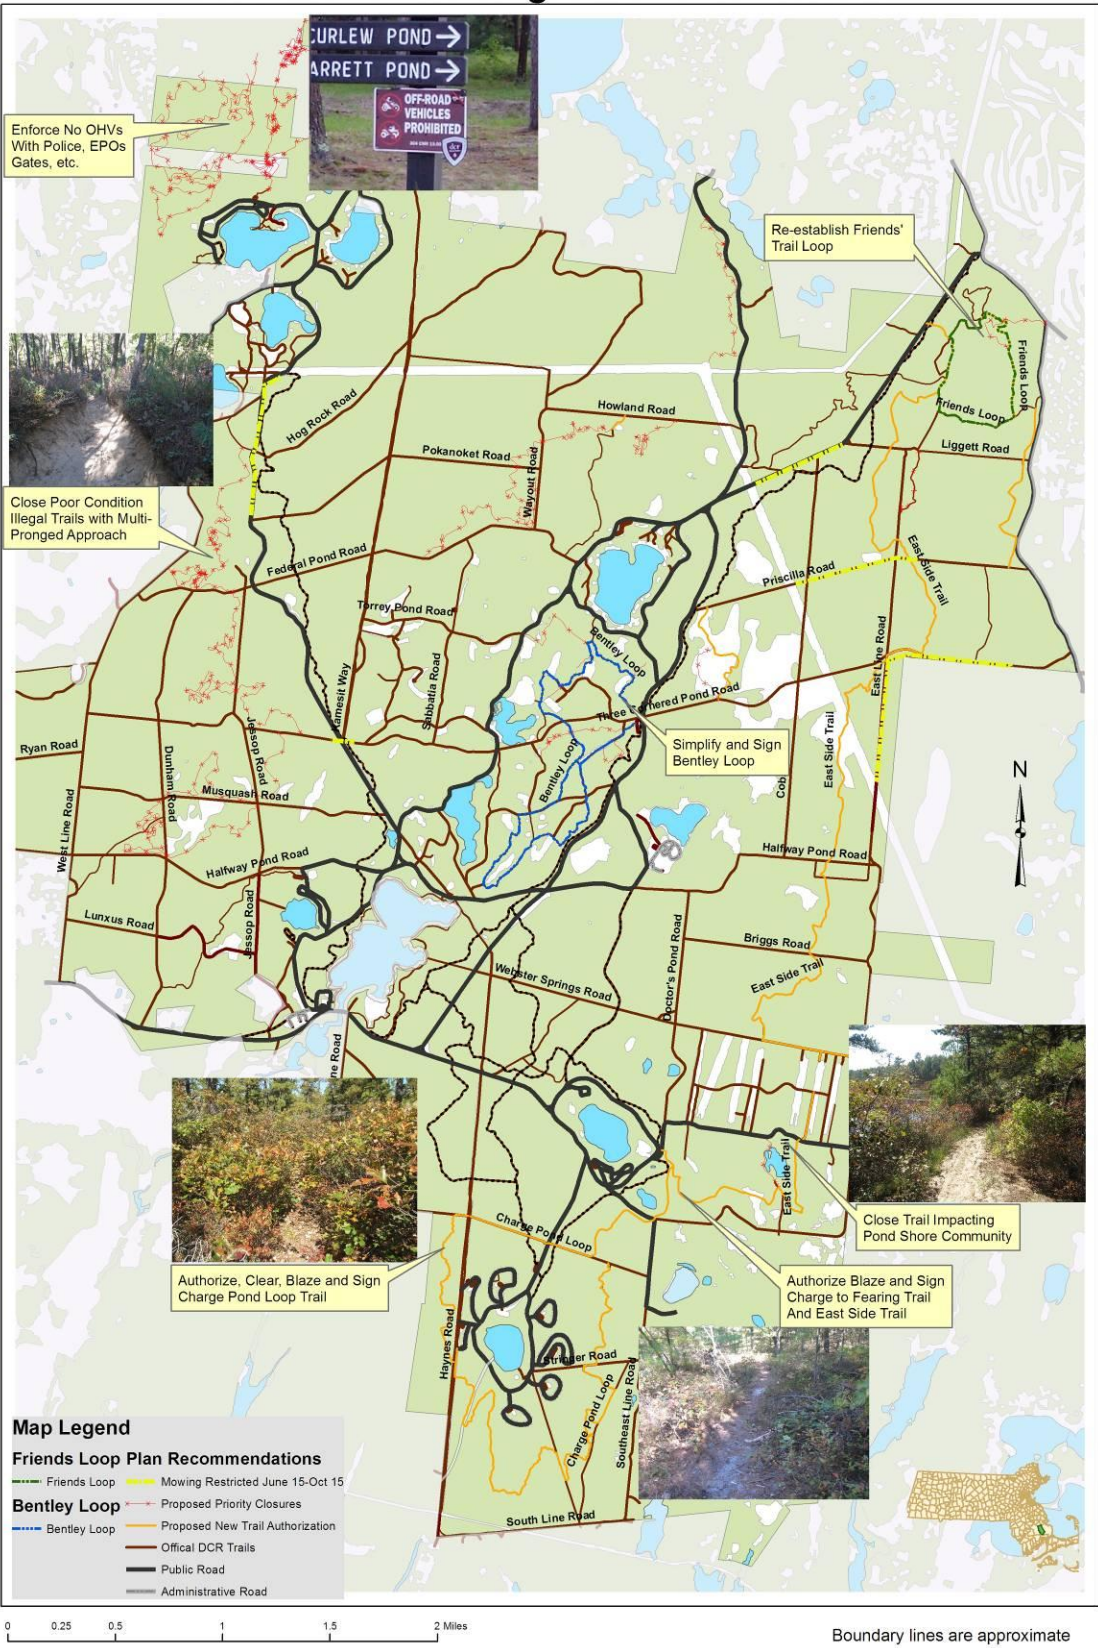 CURLEW POND →
ARRETT POND →
OFF-ROAD
VEHICLES
PROHIBITED
dcr
Enforce No OHVs
With Police, EPOs
Gates, etc.
Re-establish Friends'
Trail Loop
Friends Loop
Friends Loop
Liggett Road
Howland Road
Hog Rock Road
Pokanoket Road
Wayout Road
Close Poor Condition
Illegal Trails with Multi-
Pronged Approach
Federal Pond Road
Priscilla Road
East Side Trail
Torrey Pond Road
Bentley Loop
East Line Road
Kamesit Way
Sabbatia Road
Three Cornered Pond Road
Simplify and Sign
Bentley Loop
Bentley Loop
East Side Trail
Ryan Road
Jessop Road
Dunham Road
Musquash Road
West Line Road
Cob
N
Halfway Pond Road
Halfway Pond Road
Lunxus Road
Jessop Road
Briggs Road
Doctor's Pond Road
Webster Springs Road
East Side Trail
ne Road
East Side Trail
Close Trail Impacting
Pond Shore Community
Charge Pond Loop
Authorize, Clear, Blaze and Sign
Charge Pond Loop Trail
Authorize Blaze and Sign
Charge to Fearing Trail
And East Side Trail
Haynes Road
Stringer Road
Charge Pond Loop
Southeast Line Road
South Line Road
Map Legend
Friends Loop
Friends Loop
Bentley Loop
Bentley Loop
Plan Recommendations
Mowing Restricted June 15-Oct 15
Proposed Priority Closures
Proposed New Trail Authorization
Offical DCR Trails
Public Road
Administrative Road
0 0.25 0.5 1 1.5 2 Miles
Boundary lines are approximate